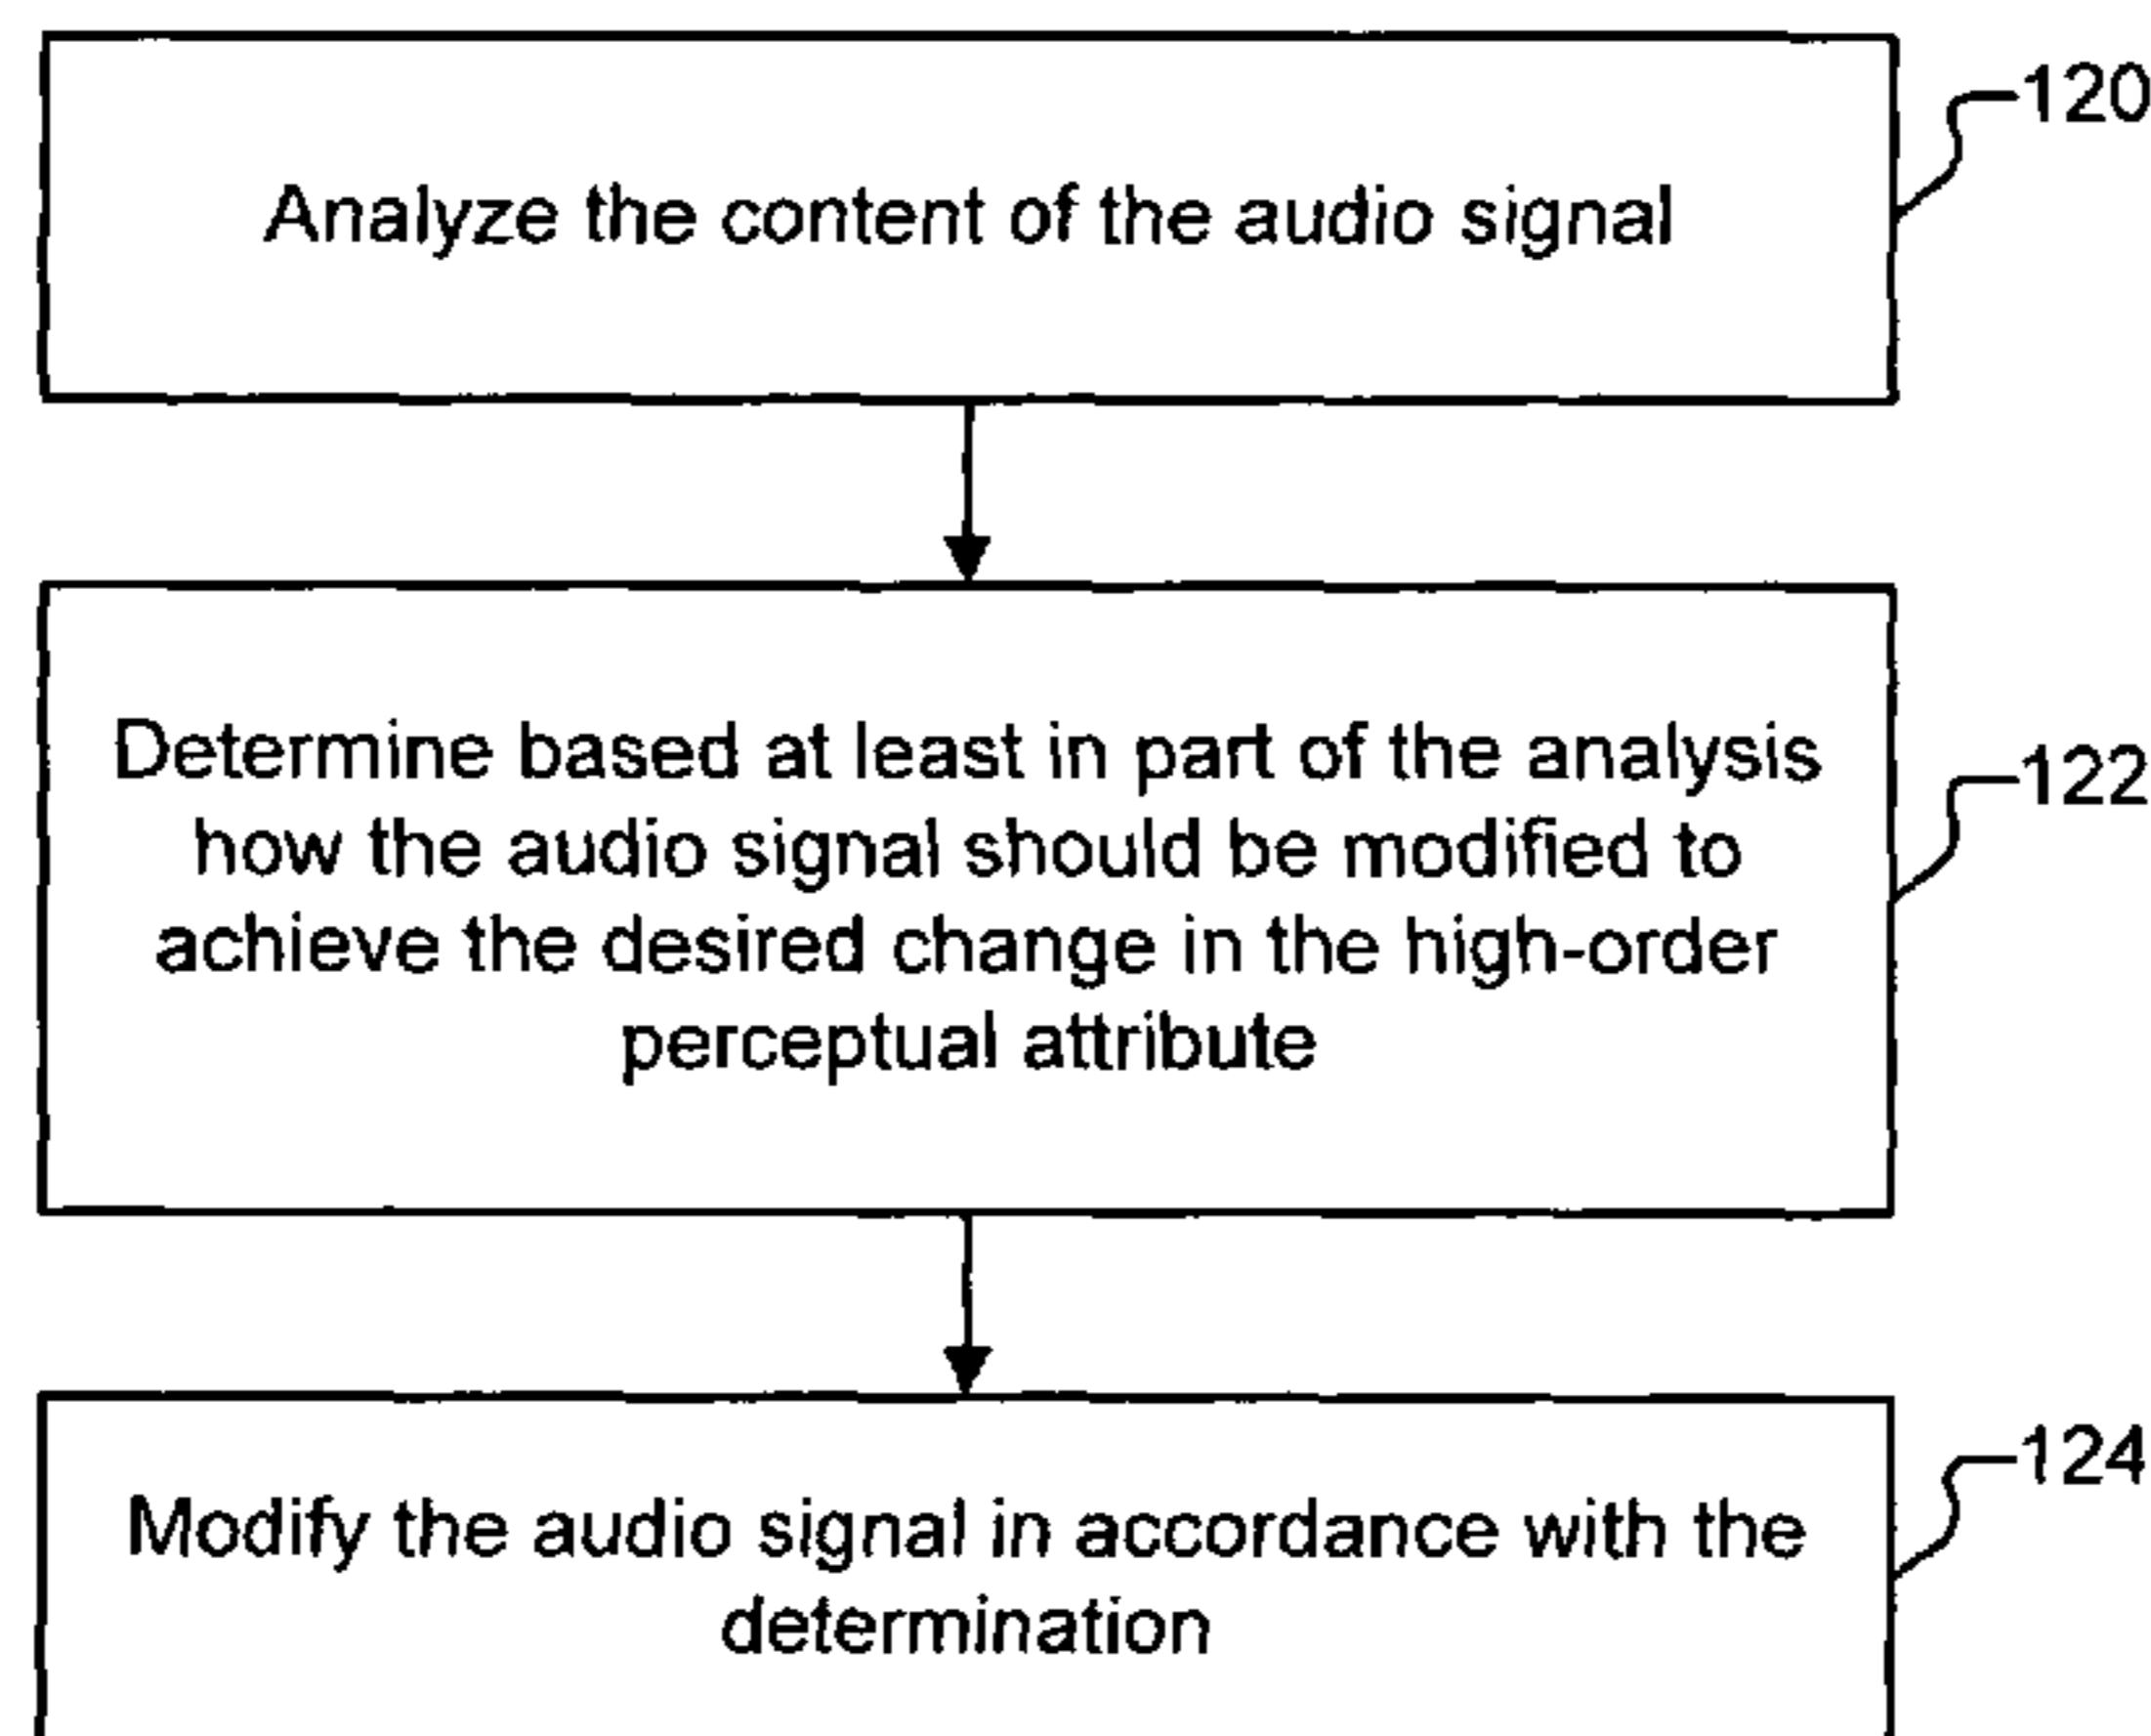 120
Analyze the content of the audio signal
Determine based at least in part of the analysis
122
how the audio signal should be modified to
achieve the desired change in the high-order
perceptual attribute
124
Modify the audio signal in accordance with the
determination